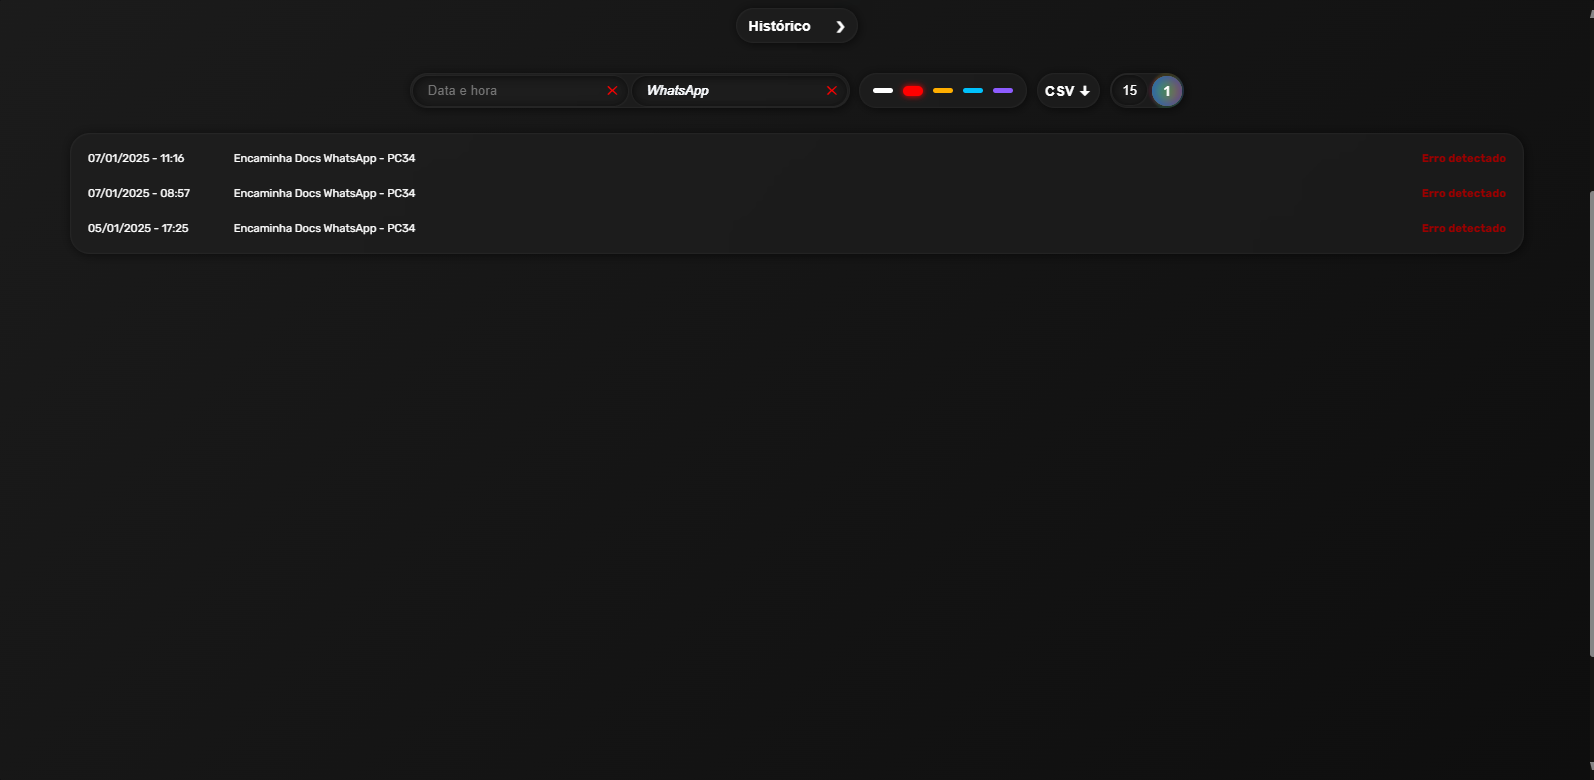 Histórico
Data e hora
WhatsApp
CSV
15
1
07/01/2025 - 11:16 Encaminha Docs WhatsApp - PC34 Erro detectado
07/01/2025 - 08:57 Encaminha Docs WhatsApp - PC34 Erro detectado
05/01/2025 - 17:25 Encaminha Docs WhatsApp - PC34 Erro detectado